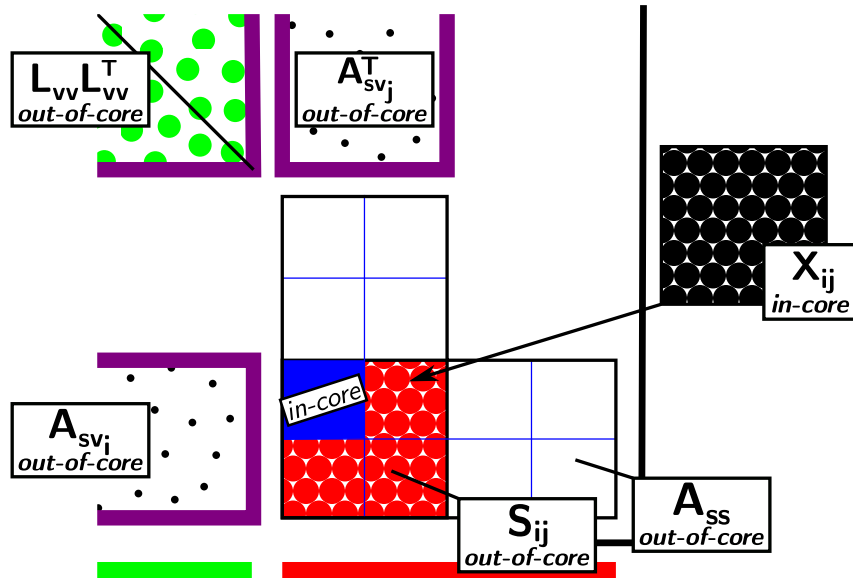 L_vv L_vv^T
out-of-core
A_sv_j^T
out-of-core
X_ij
in-core
in-core
A_sv_i
out-of-core
S_ij
out-of-core
A_ss
out-of-core